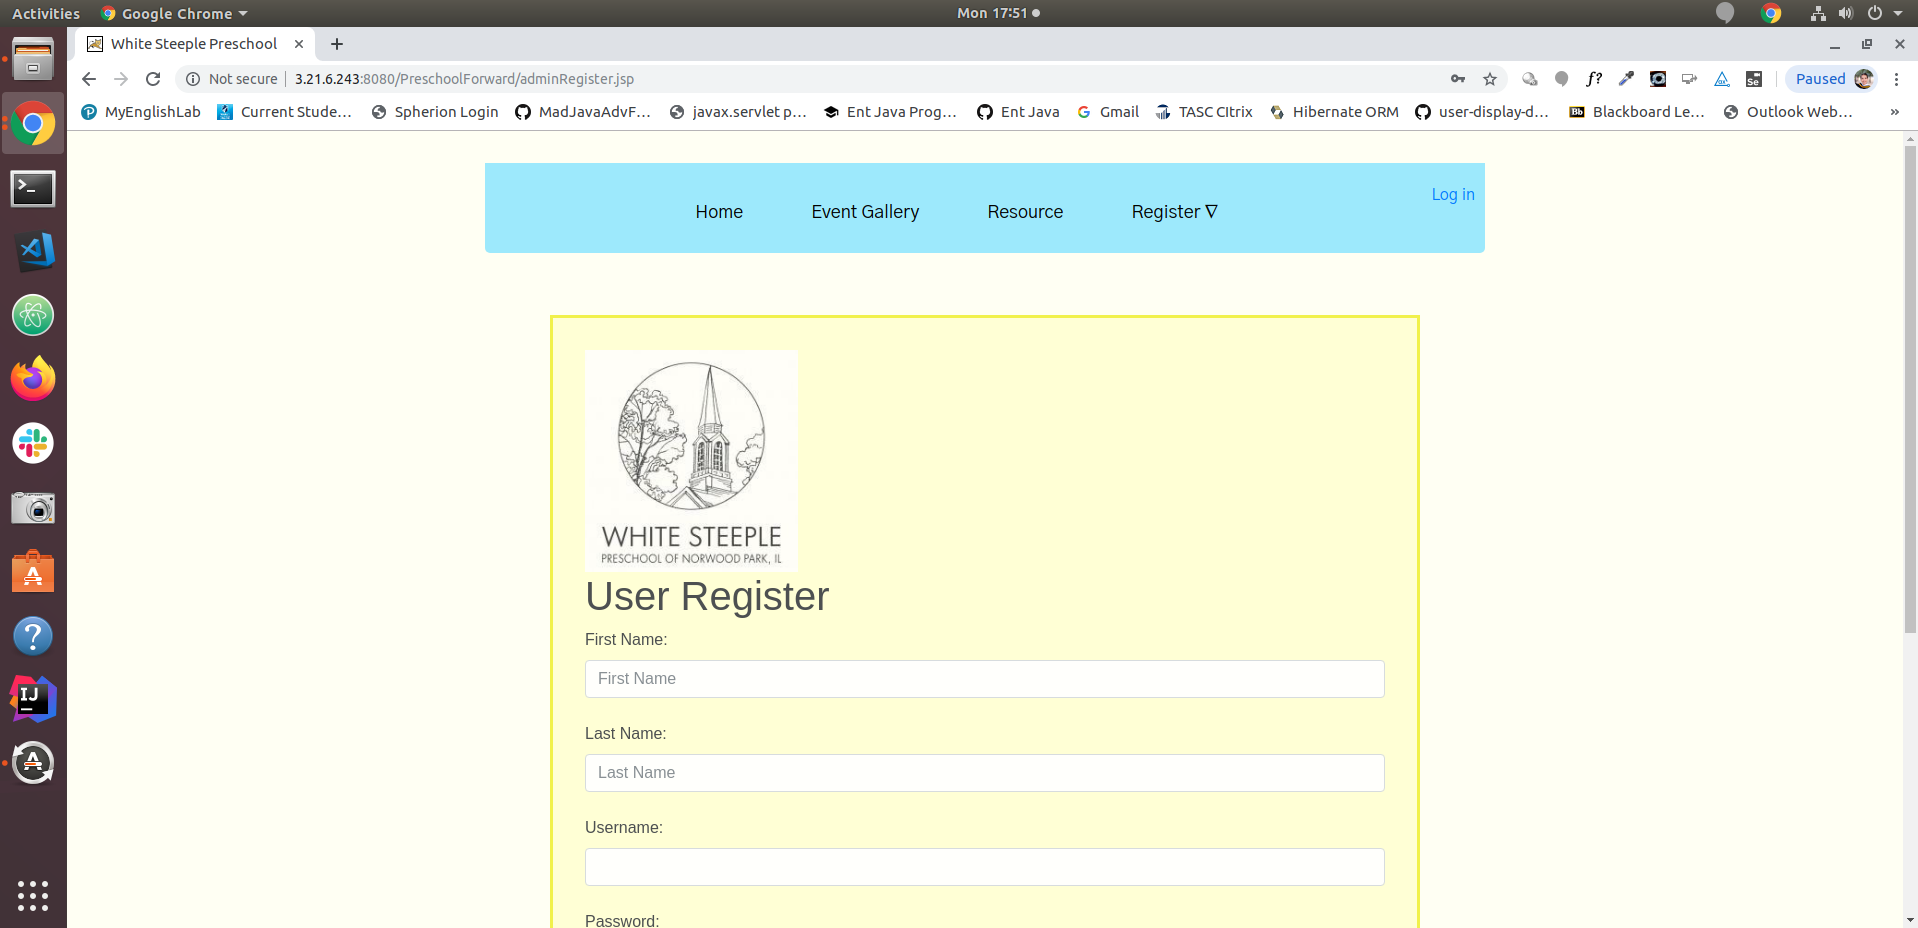 Activities
Google Chrome
Mon 17:51
White Steeple Preschool
Not secure
3.21.6.243:8080/PreschoolForward/adminRegister.jsp
f?
Se
Paused
MyEnglishLab
Current Stude...
Spherion Login
MadJavaAdvF...
javax.servlet p...
Ent Java Prog...
Ent Java
Gmail
TASC CItrix
Hibernate ORM
user-display-d...
Bb
Blackboard Le...
Outlook Web...
»
Home
Event Gallery
Resource
Register ∇
Log in
WHITE STEEPLE
PRESCHOOL OF NORWOOD PARK, IL
User Register
First Name:
First Name
Last Name:
Last Name
Username:
Password:
IJ